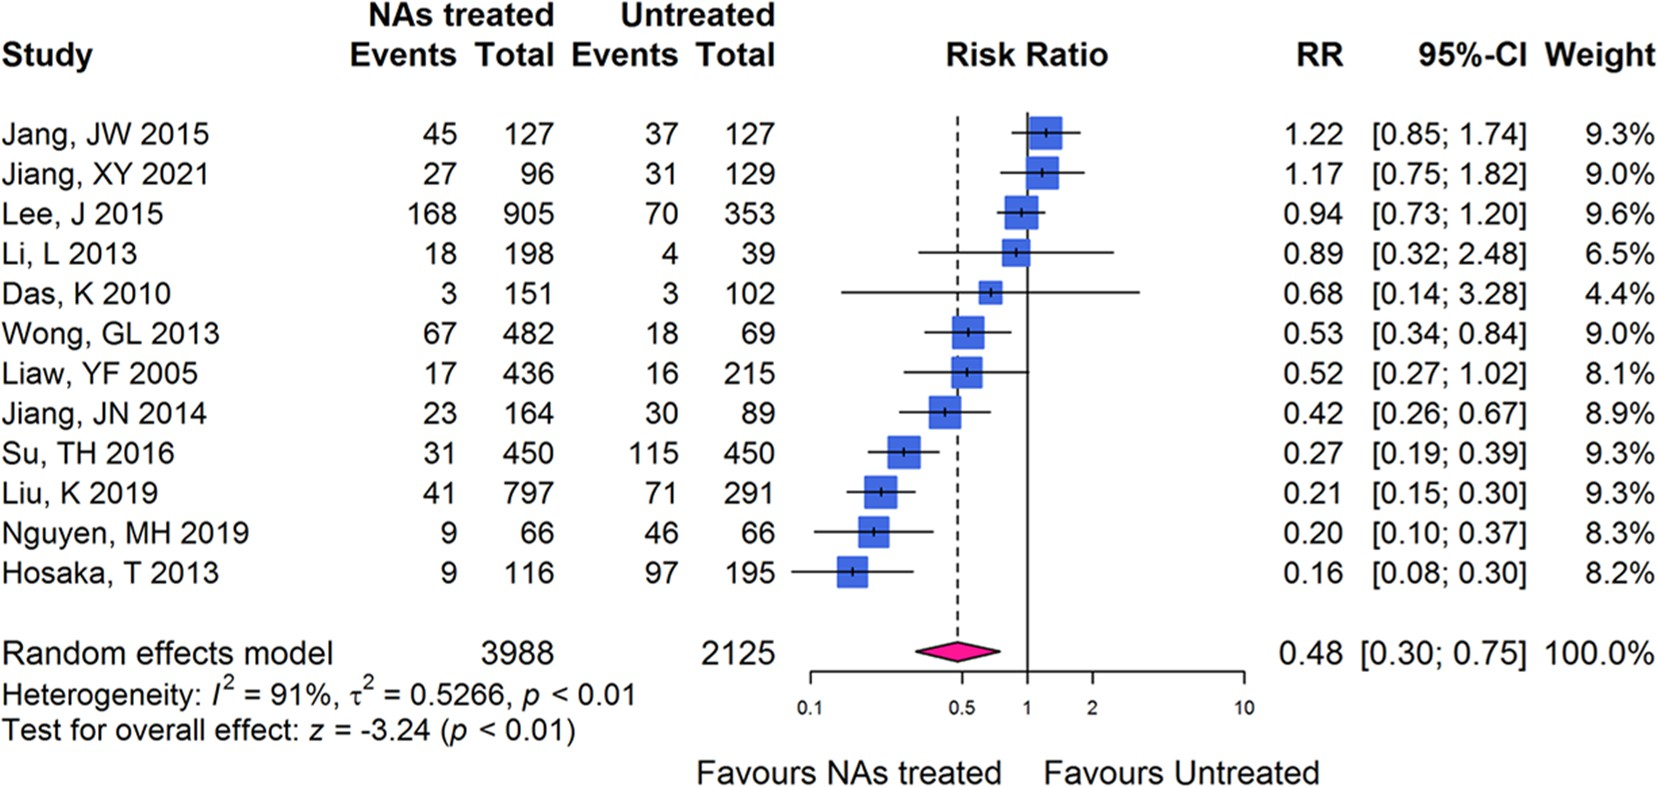 NAs treated Untreated
Study Events Total Events Total Risk Ratio RR 95%-CI Weight
Jang, JW 2015 45 127 37 127 1.22 [0.85; 1.74] 9.3%
Jiang, XY 2021 27 96 31 129 1.17 [0.75; 1.82] 9.0%
Lee, J 2015 168 905 70 353 0.94 [0.73; 1.20] 9.6%
Li, L 2013 18 198 4 39 0.89 [0.32; 2.48] 6.5%
Das, K 2010 3 151 3 102 0.68 [0.14; 3.28] 4.4%
Wong, GL 2013 67 482 18 69 0.53 [0.34; 0.84] 9.0%
Liaw, YF 2005 17 436 16 215 0.52 [0.27; 1.02] 8.1%
Jiang, JN 2014 23 164 30 89 0.42 [0.26; 0.67] 8.9%
Su, TH 2016 31 450 115 450 0.27 [0.19; 0.39] 9.3%
Liu, K 2019 41 797 71 291 0.21 [0.15; 0.30] 9.3%
Nguyen, MH 2019 9 66 46 66 0.20 [0.10; 0.37] 8.3%
Hosaka, T 2013 9 116 97 195 0.16 [0.08; 0.30] 8.2%
Random effects model 3988 2125 0.48 [0.30; 0.75] 100.0%
Heterogeneity: I² = 91%, τ² = 0.5266, p < 0.01
0.1 0.5 1 2 10
Test for overall effect: z = -3.24 (p < 0.01)
Favours NAs treated Favours Untreated